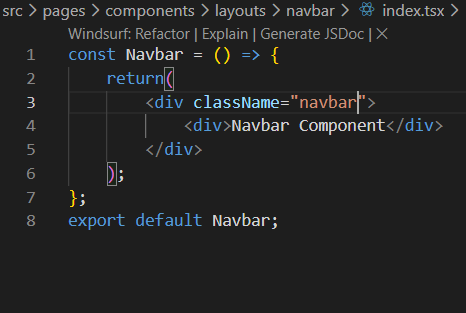 src > pages > components > layouts > navbar > index.tsx >
Windsurf: Refactor | Explain | Generate JSDoc | ×
1 const Navbar = () => {
2     return(
3         <div className="navbar">
4             <div>Navbar Component</div>
5         </div>
6     );
7 };
8 export default Navbar;